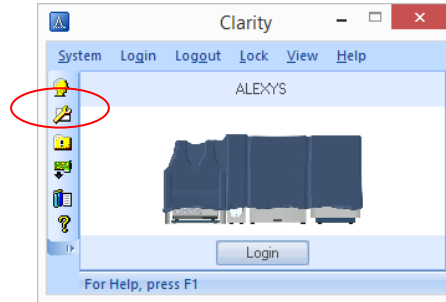 Clarity
System Login Logout Lock View Help
ALEXYS
Login
For Help, press F1